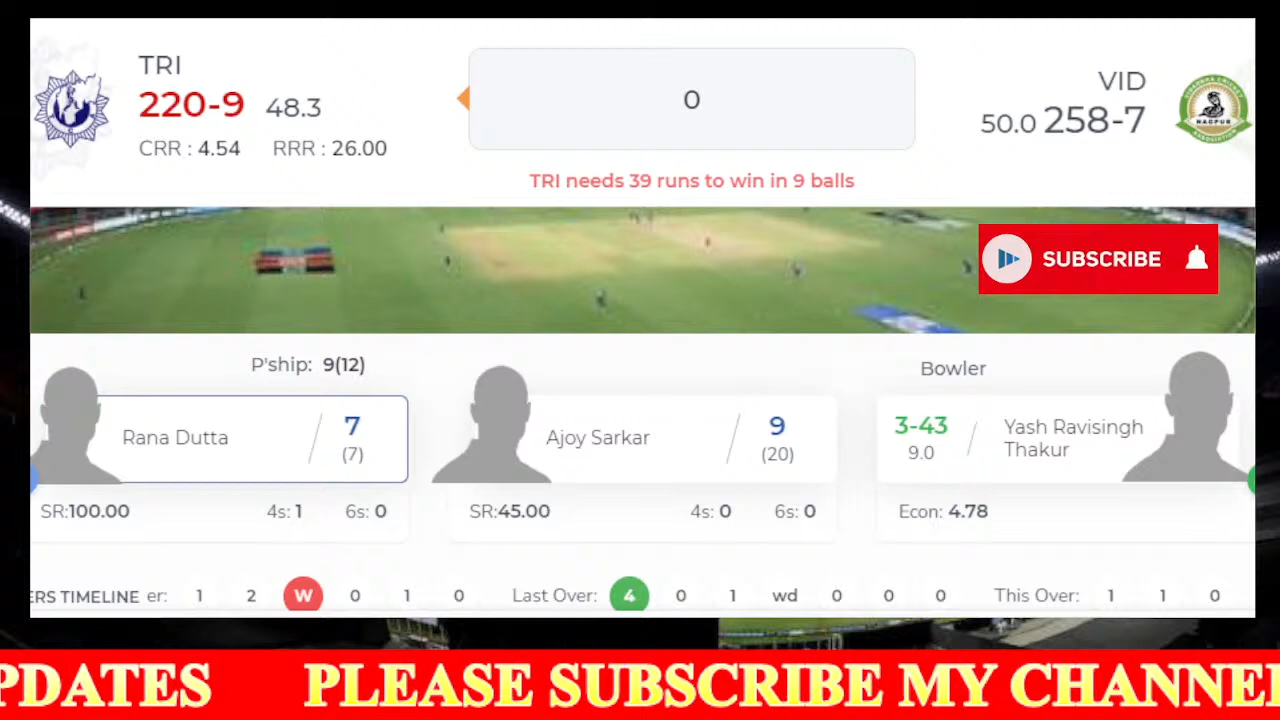 TRI
220-9 48.3
CRR : 4.54 RRR : 26.00
0
TRI needs 39 runs to win in 9 balls
VID
50.0 258-7
NAGPUR
SUBSCRIBE
P'ship: 9(12)
Rana Dutta / 7 (7)
SR:100.00 4s: 1 6s: 0
Ajoy Sarkar / 9 (20)
SR:45.00 4s: 0 6s: 0
Bowler
3-43 9.0 / Yash Ravisingh Thakur
Econ: 4.78
ERS TIMELINE er: 1 2 W 0 1 0 Last Over: 4 0 1 wd 0 0 0 This Over: 1 1 0
PDATES PLEASE SUBSCRIBE MY CHANNEL